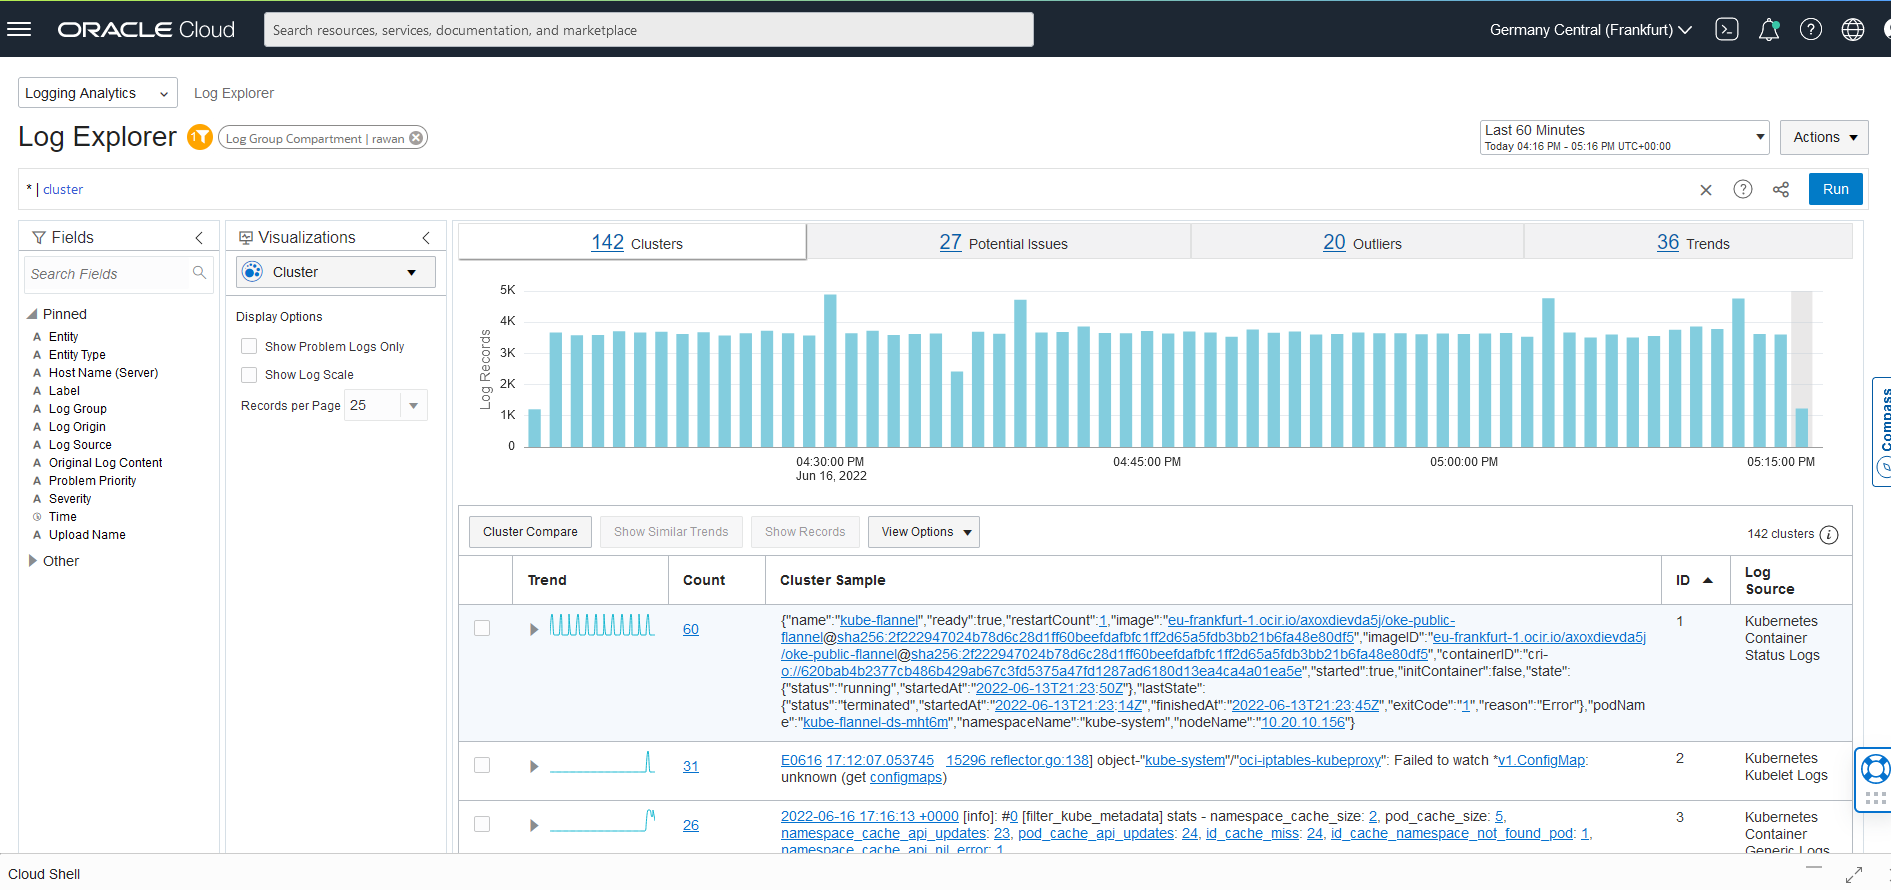 ORACLE Cloud
Search resources, services, documentation, and marketplace
Germany Central (Frankfurt)
Logging Analytics
Log Explorer
Log Explorer
1
Log Group Compartment | rawan
Last 60 Minutes
Today 04:16 PM - 05:16 PM UTC+00:00
Actions
* | cluster
Run
Fields
Search Fields
Pinned
A Entity
A Entity Type
A Host Name (Server)
A Label
A Log Group
A Log Origin
A Log Source
A Original Log Content
A Problem Priority
A Severity
Time
A Upload Name
Other
Visualizations
Cluster
Display Options
Show Problem Logs Only
Show Log Scale
Records per Page 25
142 Clusters
27 Potential Issues
20 Outliers
36 Trends
Log Records
5K
4K
3K
2K
1K
0
04:30:00 PM
Jun 16, 2022
04:45:00 PM
05:00:00 PM
05:15:00 PM
Compass
Cluster Compare
Show Similar Trends
Show Records
View Options
142 clusters
Trend
Count
Cluster Sample
ID
Log
Source
60
{"name":"kube-flannel","ready":true,"restartCount":1,"image":"eu-frankfurt-1.ocir.io/axoxdievda5j/oke-public-
flannel@sha256:2f222947024b78d6c28d1ff60beefdafbfc1ff2d65a5fdb3bb21b6fa48e80df5","imageID":"eu-frankfurt-1.ocir.io/axoxdievda5j
/oke-public-flannel@sha256:2f222947024b78d6c28d1ff60beefdafbfc1ff2d65a5fdb3bb21b6fa48e80df5","containerID":"cri-
o://620bab4b2377cb486b429ab67c3fd5375a47fd1287ad6180d13ea4ca4a01ea5e","started":true,"initContainer":false,"state":
{"status":"running","startedAt":"2022-06-13T21:23:50Z"},"lastState":
{"status":"terminated","startedAt":"2022-06-13T21:23:14Z","finishedAt":"2022-06-13T21:23:45Z","exitCode":"1","reason":"Error"},"podNam
e":"kube-flannel-ds-mht6m","namespaceName":"kube-system","nodeName":"10.20.10.156"}
1
Kubernetes
Container
Status Logs
31
E0616 17:12:07.053745 15296 reflector.go:138] object-"kube-system"/"oci-iptables-kubeproxy": Failed to watch *v1.ConfigMap:
unknown (get configmaps)
2
Kubernetes
Kubelet Logs
26
2022-06-16 17:16:13 +0000 [info]: #0 [filter_kube_metadata] stats - namespace_cache_size: 2, pod_cache_size: 5,
namespace_cache_api_updates: 23, pod_cache_api_updates: 24, id_cache_miss: 24, id_cache_namespace_not_found_pod: 1,
namespace_cache_api_nil_error: 1
3
Kubernetes
Container
Generic Logs
Cloud Shell